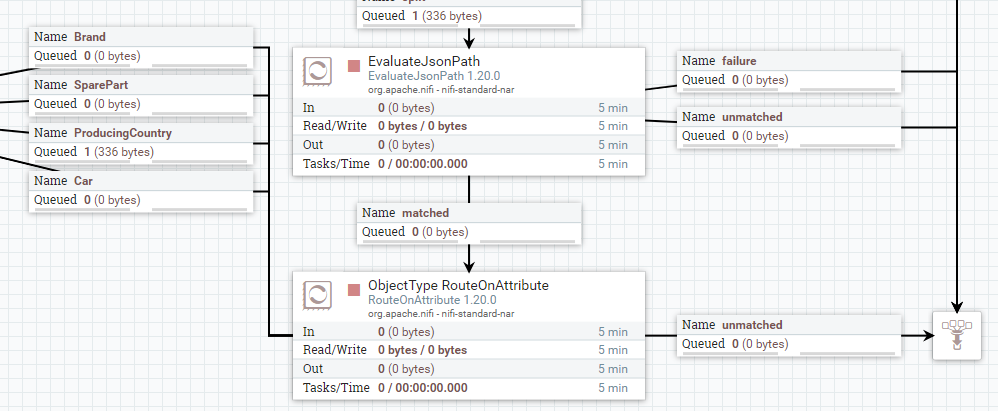 Name split
Queued 1 (336 bytes)
Name Brand
Queued 0 (0 bytes)
Name SparePart
Queued 0 (0 bytes)
Name ProducingCountry
Queued 1 (336 bytes)
Name Car
Queued 0 (0 bytes)
EvaluateJsonPath
EvaluateJsonPath 1.20.0
org.apache.nifi - nifi-standard-nar
In 0 (0 bytes) 5 min
Read/Write 0 bytes / 0 bytes 5 min
Out 0 (0 bytes) 5 min
Tasks/Time 0 / 00:00:00.000 5 min
Name failure
Queued 0 (0 bytes)
Name unmatched
Queued 0 (0 bytes)
Name matched
Queued 0 (0 bytes)
ObjectType RouteOnAttribute
RouteOnAttribute 1.20.0
org.apache.nifi - nifi-standard-nar
In 0 (0 bytes) 5 min
Read/Write 0 bytes / 0 bytes 5 min
Out 0 (0 bytes) 5 min
Tasks/Time 0 / 00:00:00.000 5 min
Name unmatched
Queued 0 (0 bytes)